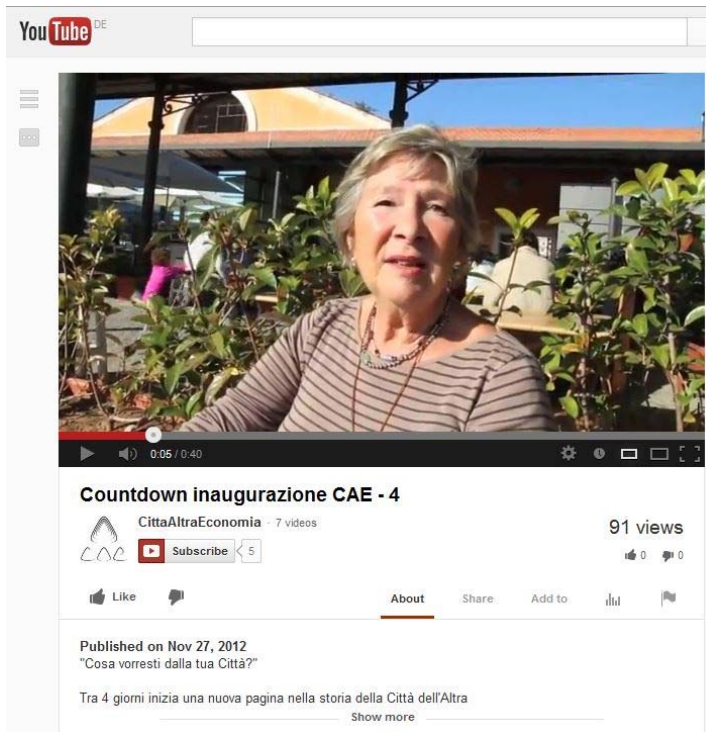 YouTube DE
0:05 / 0:40
Countdown inaugurazione CAE - 4
CittaAltraEconomia · 7 videos
Subscribe 5
91 views
0 0
cac
Like
About Share Add to
Published on Nov 27, 2012
"Cosa vorresti dalla tua Città?"
Tra 4 giorni inizia una nuova pagina nella storia della Città dell'Altra
Show more